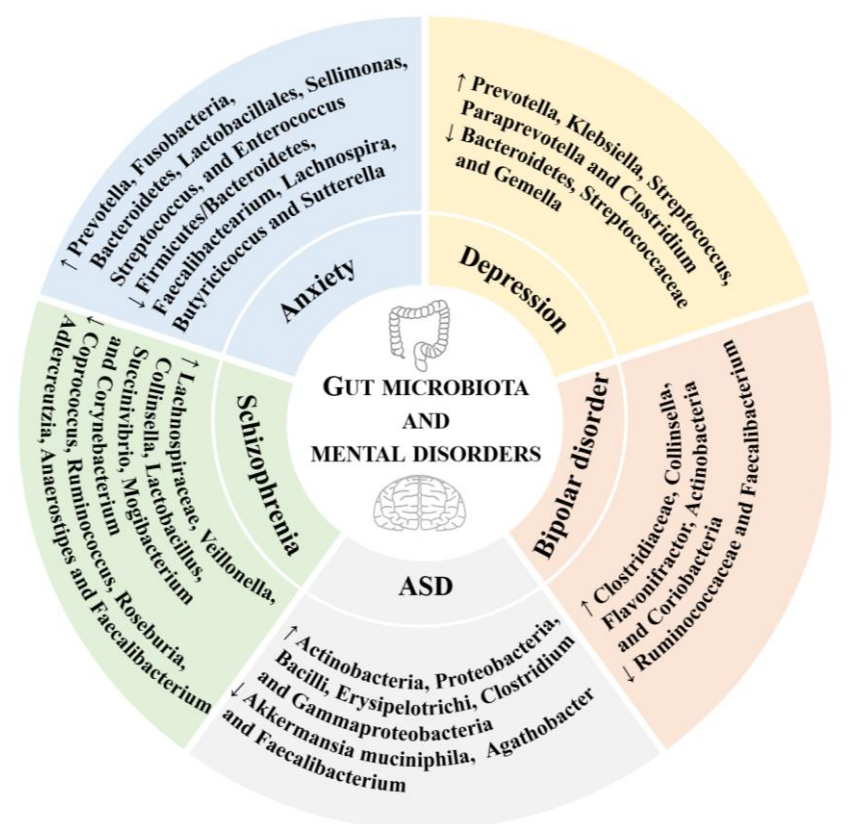 GUT MICROBIOTA
AND
MENTAL DISORDERS
Anxiety
↑ Prevotella, Fusobacteria,
Bacteroidetes, Lactobacillales, Sellimonas,
Streptococcus, and Enterococcus
↓ Firmicutes/Bacteroidetes,
Faecalibactearium, Lachnospira,
Butyricicoccus and Sutterella
Depression
↑ Prevotella, Klebsiella, Streptococcus,
Paraprevotella and Clostridium
↓ Bacteroidetes, Streptococcaceae
and Gemella
Bipolar disorder
↑ Clostridiaceae, Collinsella,
Flavonifractor, Actinobacteria
and Coriobacteria
↓ Ruminococcaceae and Faecalibacterium
ASD
↑ Actinobacteria, Proteobacteria,
Bacilli, Erysipelotrichi, Clostridium
and Gammaproteobacteria
↓ Akkermansia muciniphila, Agathobacter
and Faecalibacterium
Schizophrenia
↑ Lachnospiraceae, Veillonella,
Collinsella, Lactobacillus,
Succinivibrio, Mogibacterium
and Corynebacterium
↓ Coprococcus, Ruminococcus, Roseburia,
Adlercreutzia, Anaerostipes and Faecalibacterium